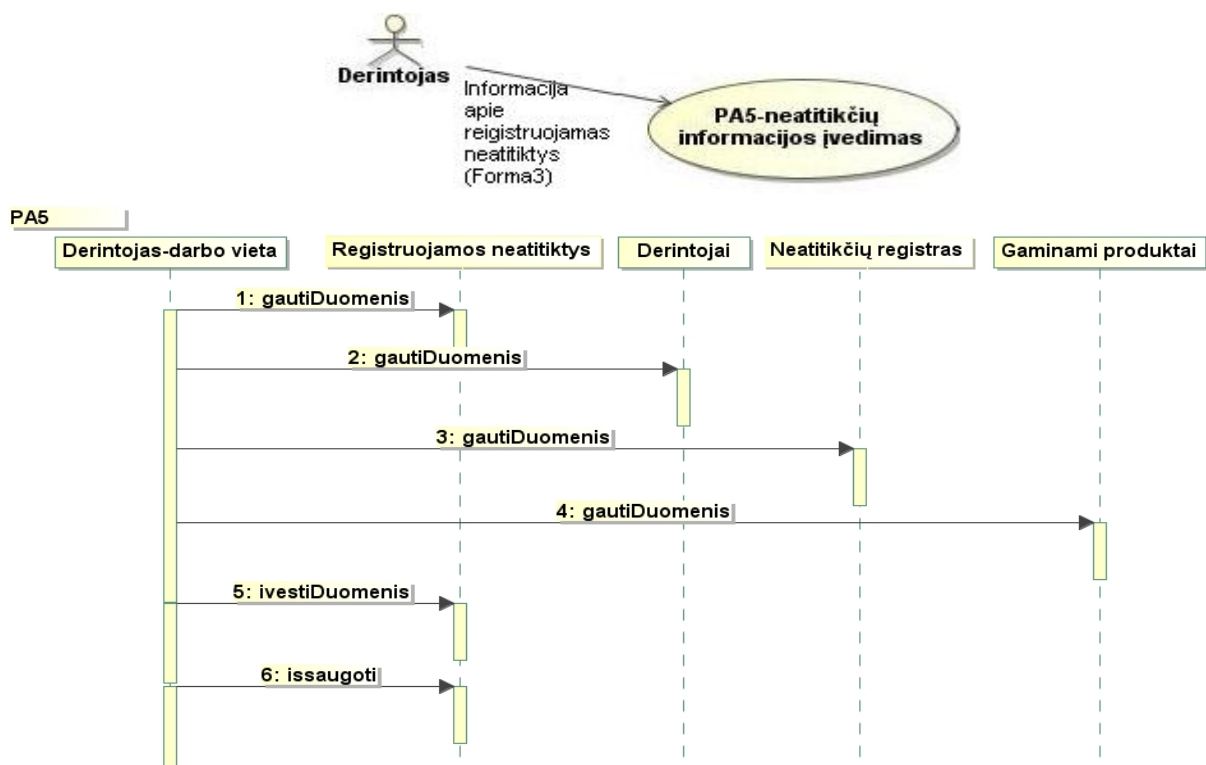 Derintojas
Informacija
apie
reigistruojamas
neatitiktys
(Forma3)
PA5-neatitikčių
informacijos įvedimas
PA5
Derintojas-darbo vieta
Registruojamos neatitiktys
Derintojai
Neatitikčių registras
Gaminami produktai
1: gautiDuomenis
2: gautiDuomenis
3: gautiDuomenis
4: gautiDuomenis
5: ivestiDuomenis
6: issaugoti